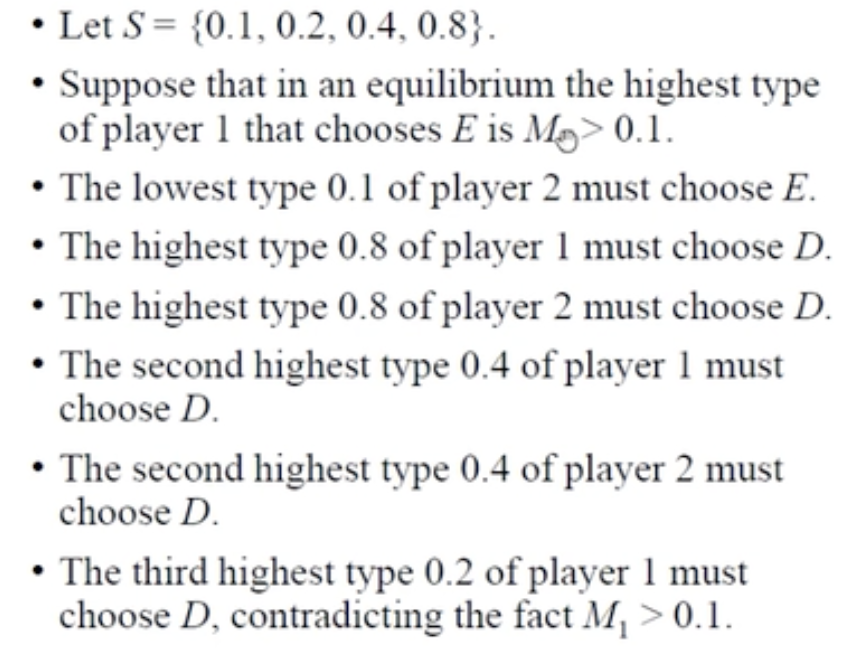 • Let S = {0.1, 0.2, 0.4, 0.8}.
• Suppose that in an equilibrium the highest type
of player 1 that chooses E is M > 0.1.
• The lowest type 0.1 of player 2 must choose E.
• The highest type 0.8 of player 1 must choose D.
• The highest type 0.8 of player 2 must choose D.
• The second highest type 0.4 of player 1 must
choose D.
• The second highest type 0.4 of player 2 must
choose D.
• The third highest type 0.2 of player 1 must
choose D, contradicting the fact M₁ > 0.1.